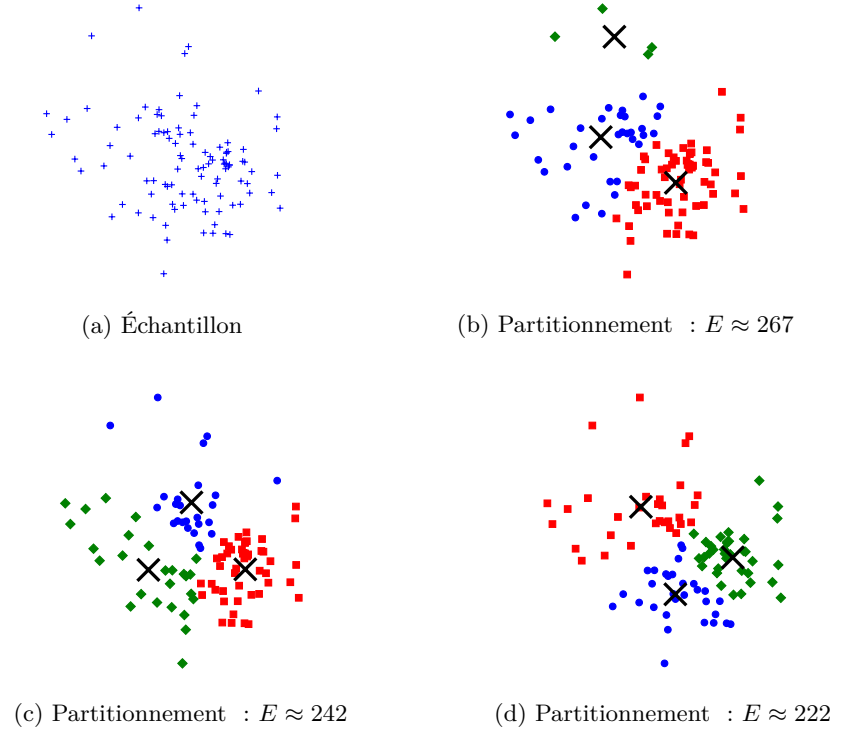 (a) Échantillon
(b) Partitionnement : E ≈ 267
(c) Partitionnement : E ≈ 242
(d) Partitionnement : E ≈ 222